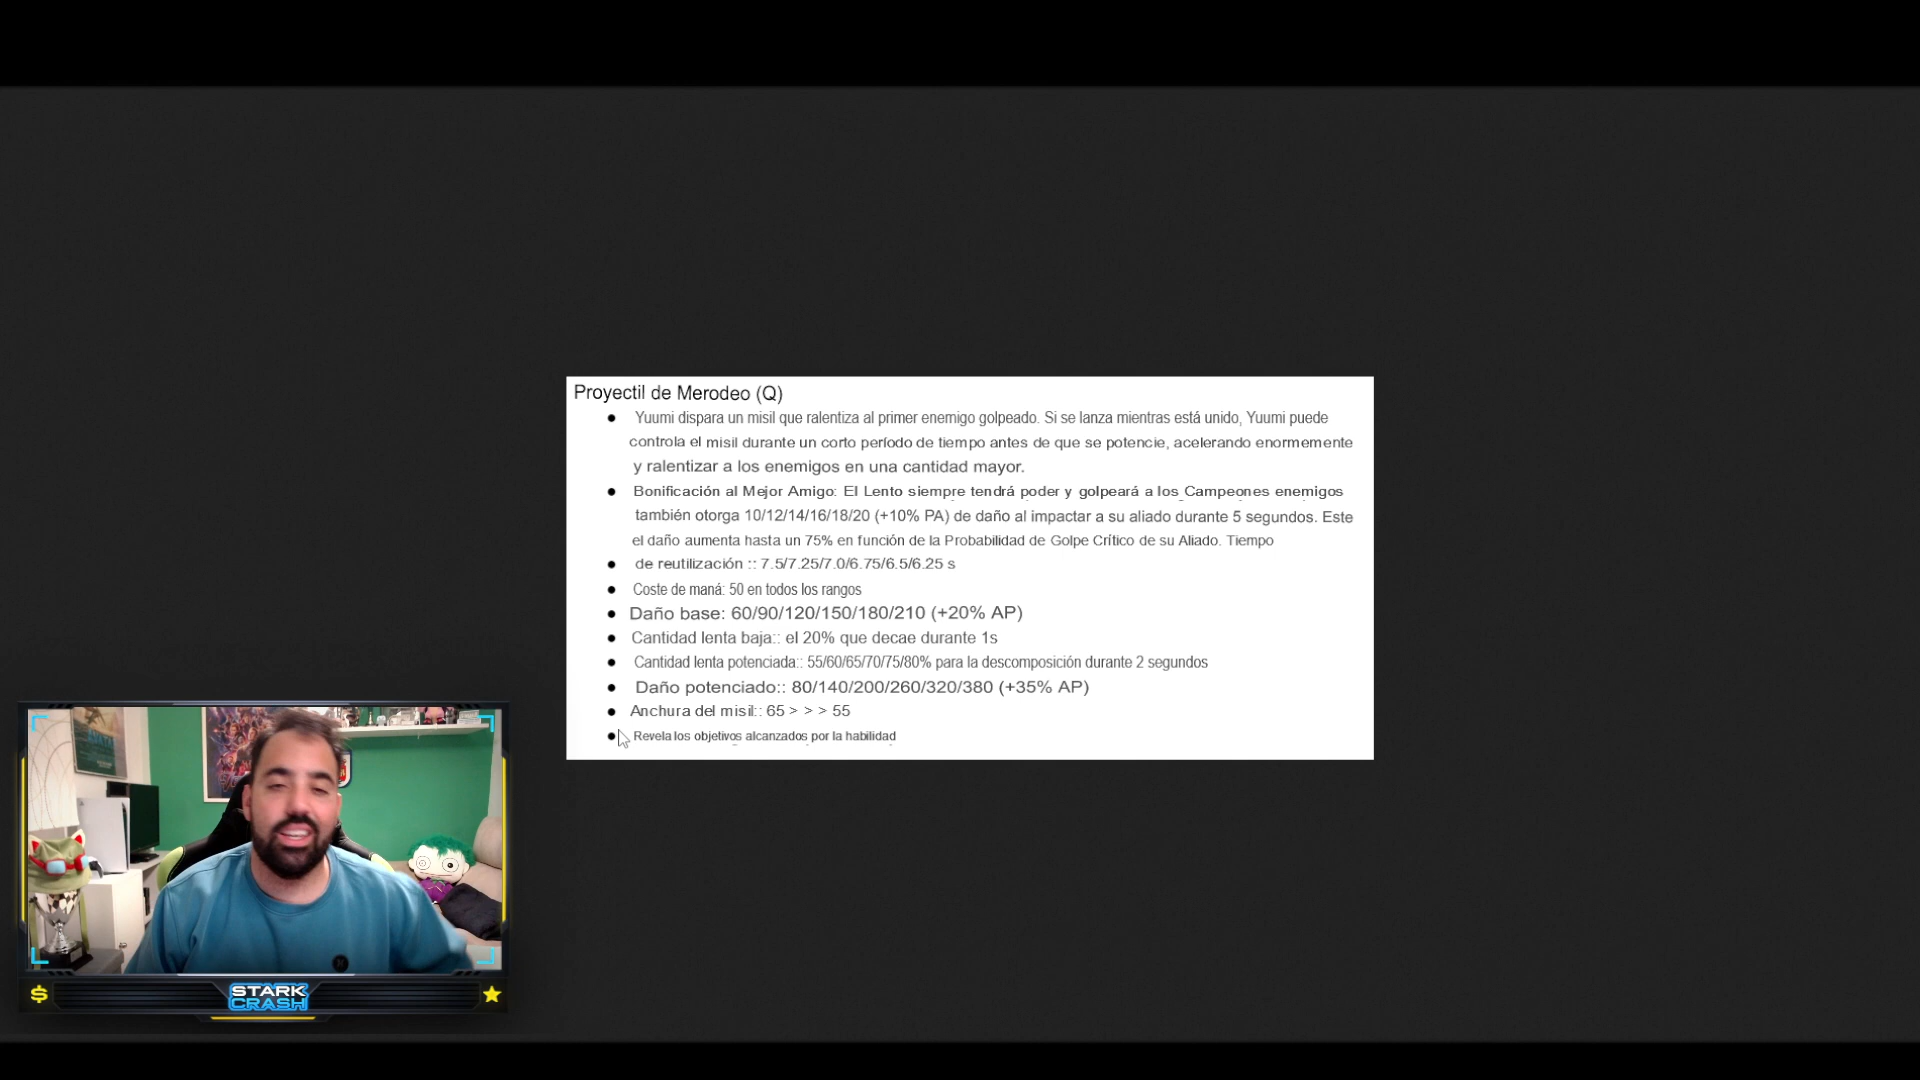 Proyectil de Merodeo (Q)
● Yuumi dispara un misil que ralentiza al primer enemigo golpeado. Si se lanza mientras está unido, Yuumi puede
controla el misil durante un corto período de tiempo antes de que se potencie, acelerando enormemente
y ralentizar a los enemigos en una cantidad mayor.
● Bonificación al Mejor Amigo: El Lento siempre tendrá poder y golpeará a los Campeones enemigos
también otorga 10/12/14/16/18/20 (+10% PA) de daño al impactar a su aliado durante 5 segundos. Este
el daño aumenta hasta un 75% en función de la Probabilidad de Golpe Crítico de su Aliado. Tiempo
● de reutilización :: 7.5/7.25/7.0/6.75/6.5/6.25 s
● Coste de maná: 50 en todos los rangos
● Daño base: 60/90/120/150/180/210 (+20% AP)
● Cantidad lenta baja:: el 20% que decae durante 1s
● Cantidad lenta potenciada:: 55/60/65/70/75/80% para la descomposición durante 2 segundos
● Daño potenciado:: 80/140/200/260/320/380 (+35% AP)
● Anchura del misil:: 65 > > > 55
● Revela los objetivos alcanzados por la habilidad
$ STARK
CRASH